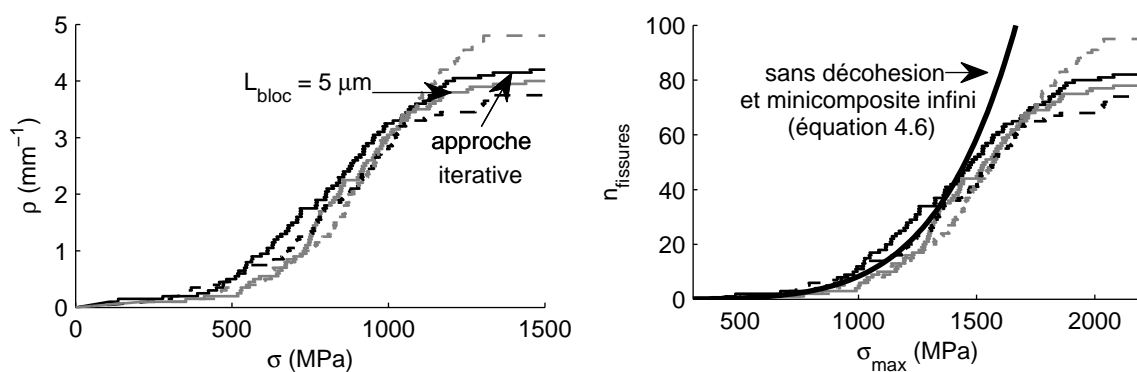 5
4
3
2
1
0
ρ (mm⁻¹)
L_bloc = 5 μm
approche
iterative
0
500
1000
1500
σ (MPa)
100
80
60
40
20
0
n_fissures
sans décohesion
et minicomposite infini
(équation 4.6)
500
1000
1500
2000
σ_max (MPa)